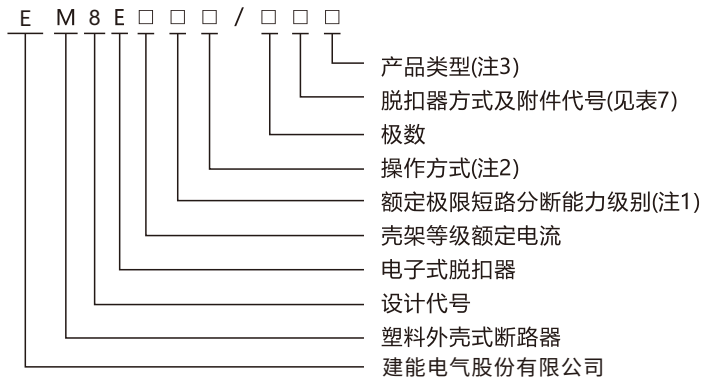 E M 8 E □ □ □ / □ □ □
产品类型(注3)
脱扣器方式及附件代号(见表7)
极数
操作方式(注2)
额定极限短路分断能力级别(注1)
壳架等级额定电流
电子式脱扣器
设计代号
塑料外壳式断路器
建能电气股份有限公司